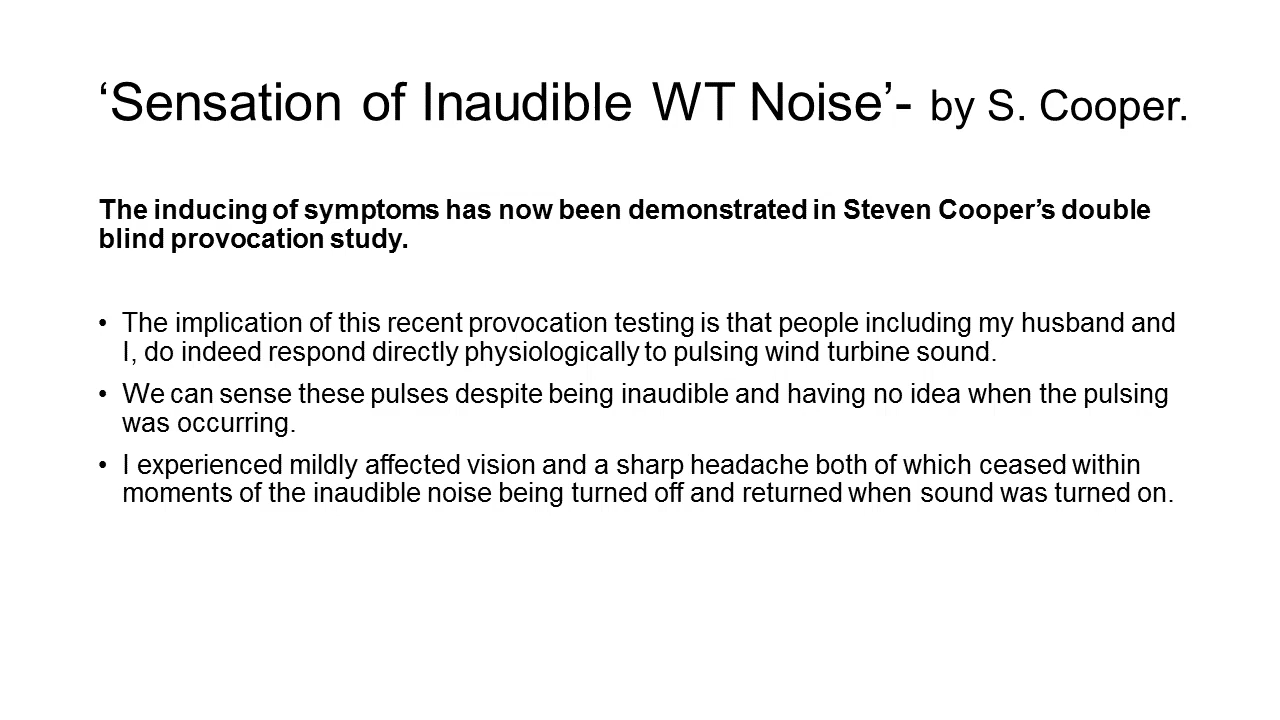 ‘Sensation of Inaudible WT Noise’- by S. Cooper.
The inducing of symptoms has now been demonstrated in Steven Cooper’s double
blind provocation study.
• The implication of this recent provocation testing is that people including my husband and
I, do indeed respond directly physiologically to pulsing wind turbine sound.
• We can sense these pulses despite being inaudible and having no idea when the pulsing
was occurring.
• I experienced mildly affected vision and a sharp headache both of which ceased within
moments of the inaudible noise being turned off and returned when sound was turned on.